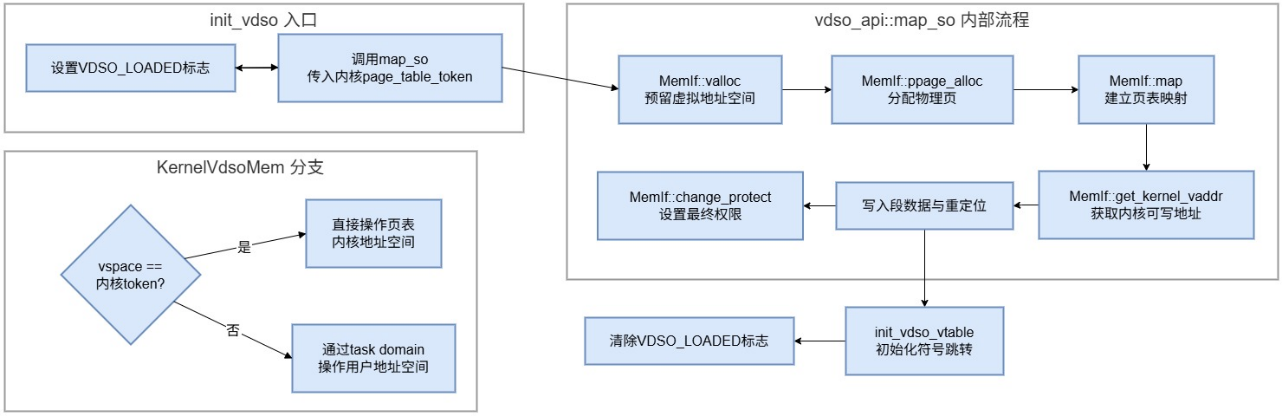 init_vdso 入口
设置VDSO_LOADED标志
调用map_so
传入内核page_table_token
vdso_api::map_so 内部流程
MemIf::valloc
预留虚拟地址空间
MemIf::ppage_alloc
分配物理页
MemIf::map
建立页表映射
MemIf::get_kernel_vaddr
获取内核可写地址
写入段数据与重定位
MemIf::change_protect
设置最终权限
init_vdso_vtable
初始化符号跳转
清除VDSO_LOADED标志
KernelVdsoMem 分支
vspace ==
内核token?
是
直接操作页表
内核地址空间
否
通过task domain
操作用户地址空间